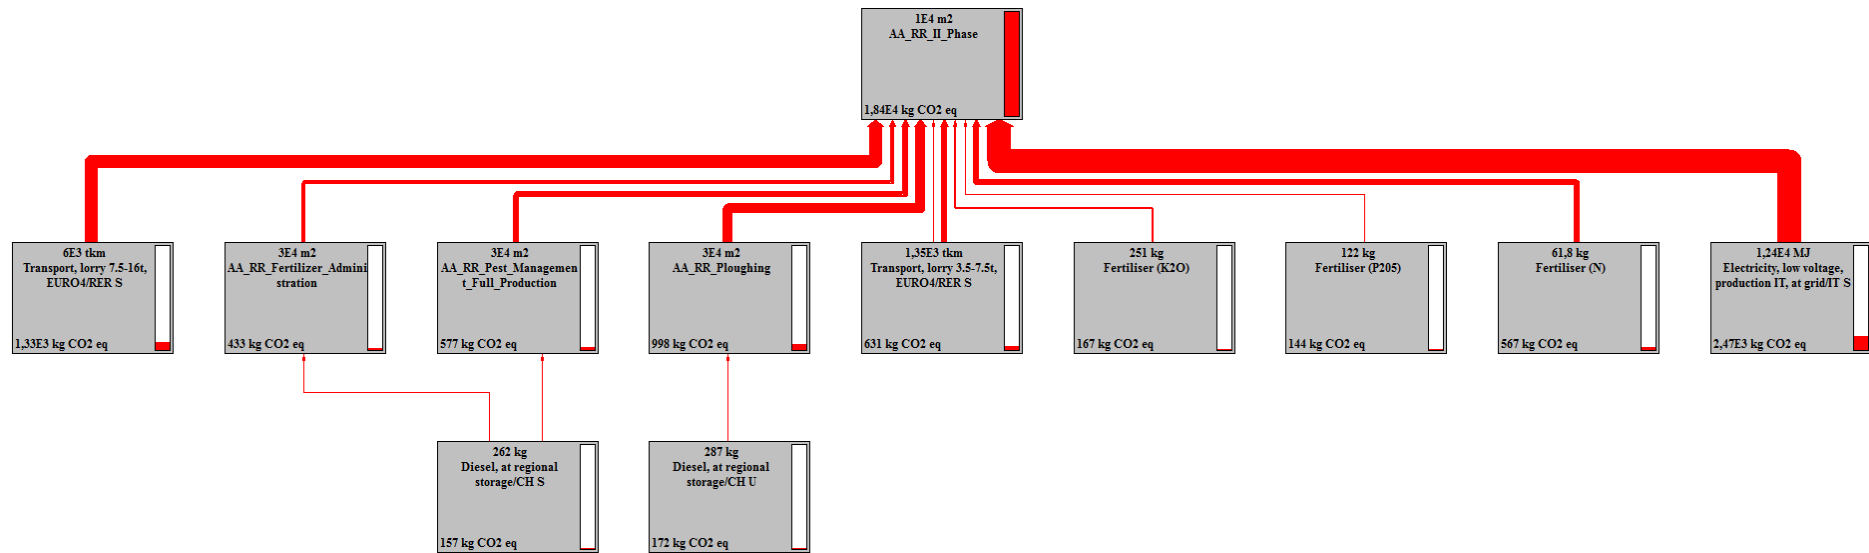 1E4 m2
AA_RR_II_Phase
1,84E4 kg CO2 eq
6E3 tkm
Transport, lorry 7.5-16t,
EURO4/RER S
1,33E3 kg CO2 eq
3E4 m2
AA_RR_Fertilizer_Admini
stration
433 kg CO2 eq
3E4 m2
AA_RR_Pest_Managemen
t_Full_Production
577 kg CO2 eq
3E4 m2
AA_RR_Ploughing
998 kg CO2 eq
1,35E3 tkm
Transport, lorry 3.5-7.5t,
EURO4/RER S
631 kg CO2 eq
251 kg
Fertiliser (K2O)
167 kg CO2 eq
122 kg
Fertiliser (P205)
144 kg CO2 eq
61,8 kg
Fertiliser (N)
567 kg CO2 eq
1,24E4 MJ
Electricity, low voltage,
production IT, at grid/IT S
2,47E3 kg CO2 eq
262 kg
Diesel, at regional
storage/CH S
157 kg CO2 eq
287 kg
Diesel, at regional
storage/CH U
172 kg CO2 eq